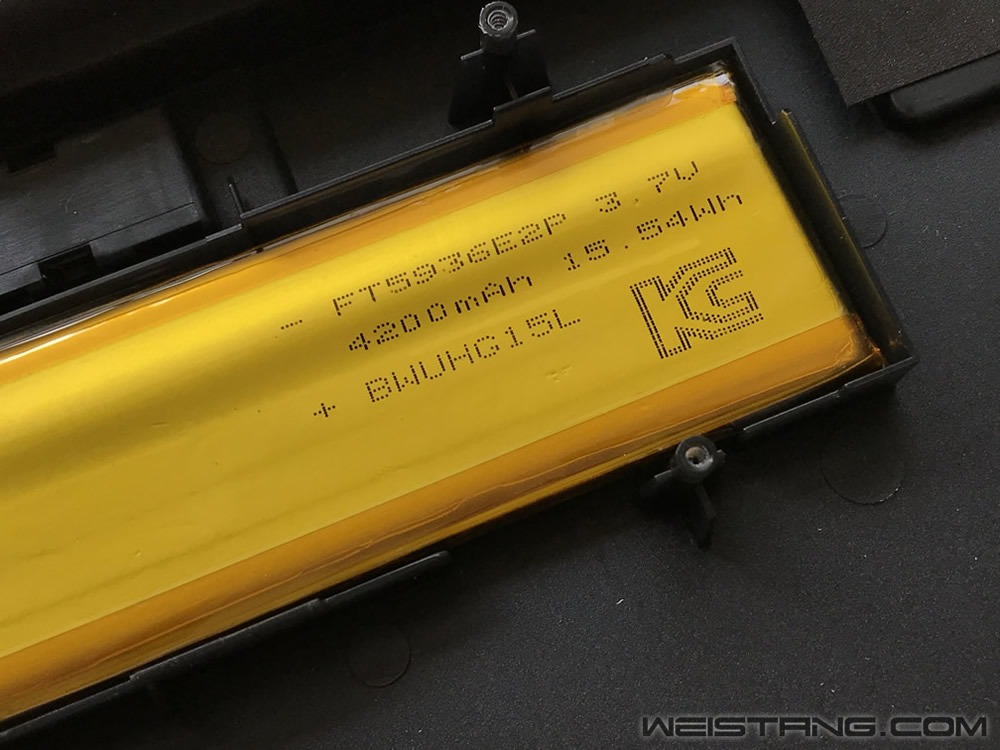 - FT5936E2P 3.7V
4200mAh 15.54Wh
+ BWUHG15L
KC
WEISTANG.COM